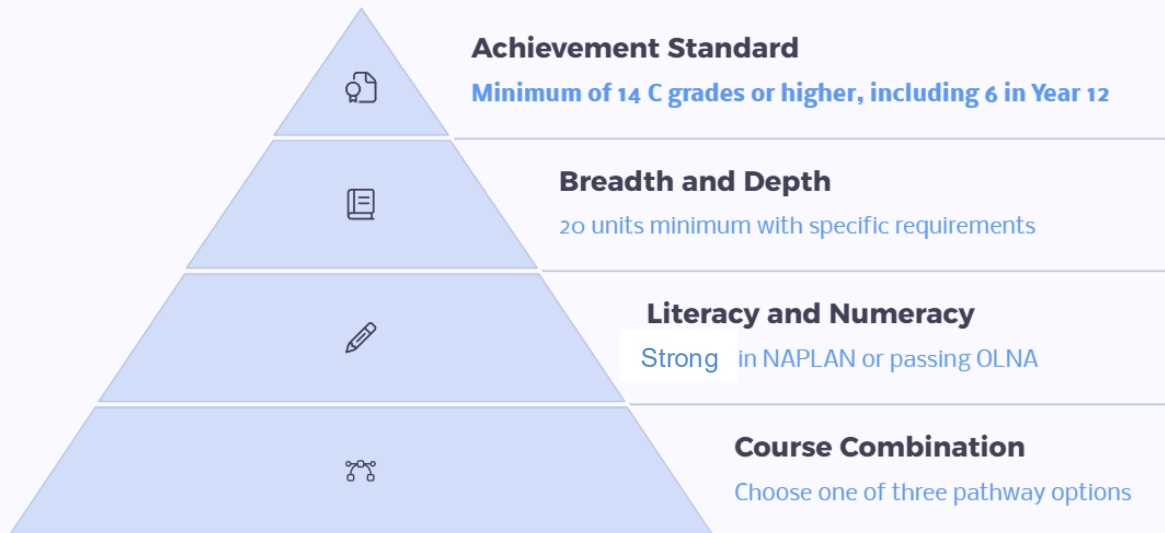 Achievement Standard
Minimum of 14 C grades or higher, including 6 in Year 12
Breadth and Depth
20 units minimum with specific requirements
Literacy and Numeracy
Strong in NAPLAN or passing OLNA
Course Combination
Choose one of three pathway options